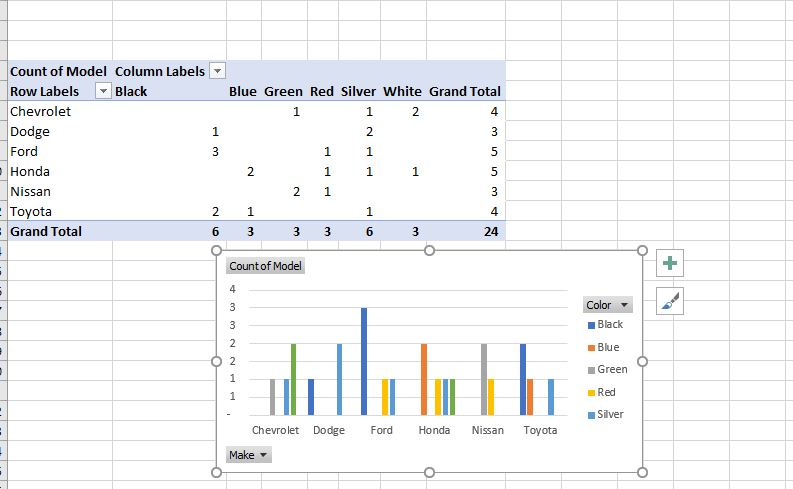 Count of Model Column Labels
Row Labels Black Blue Green Red Silver White Grand Total
Chevrolet 1 1 2 4
Dodge 1 2 3
Ford 3 1 1 5
Honda 2 1 1 1 5
Nissan 2 1 3
Toyota 2 1 1 4
Grand Total 6 3 3 3 6 3 24
Count of Model
4
3
3
2
2
1
1
-
Chevrolet Dodge Ford Honda Nissan Toyota
Color
Black
Blue
Green
Red
Silver
Make